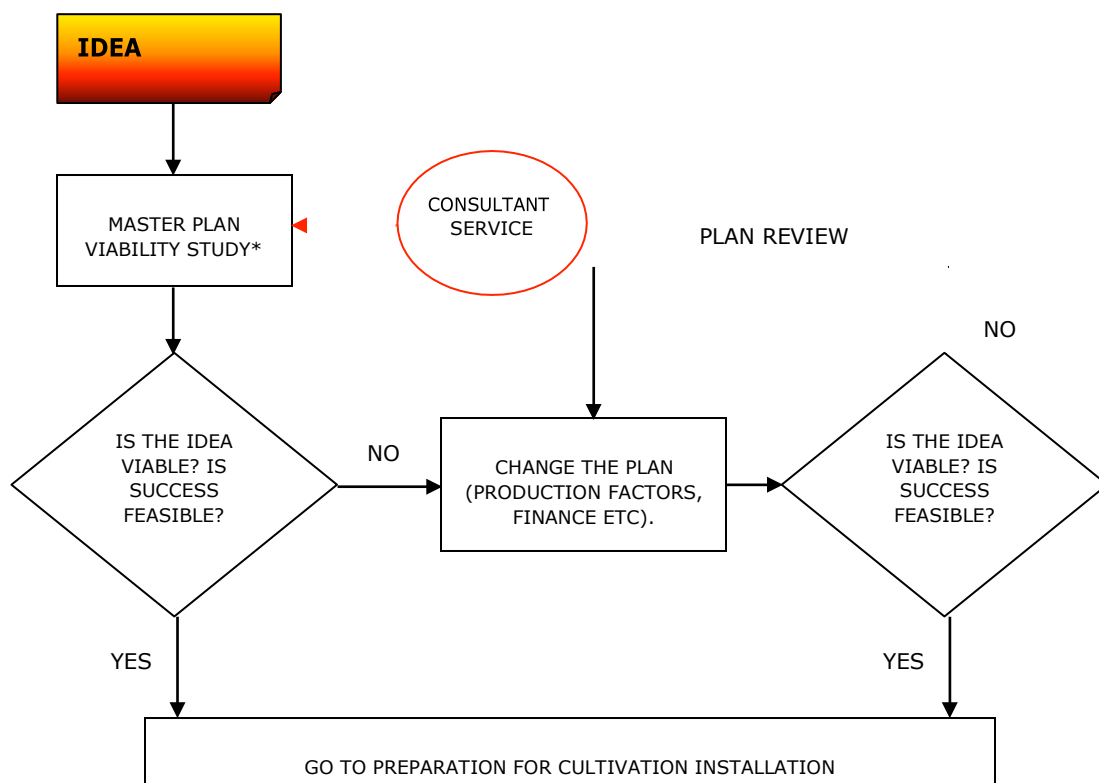 IDEA
MASTER PLAN
VIABILITY STUDY*
CONSULTANT
SERVICE
PLAN REVIEW
NO
IS THE IDEA
VIABLE? IS
SUCCESS
FEASIBLE?
NO
CHANGE THE PLAN
(PRODUCTION FACTORS,
FINANCE ETC).
IS THE IDEA
VIABLE? IS
SUCCESS
FEASIBLE?
YES
YES
GO TO PREPARATION FOR CULTIVATION INSTALLATION